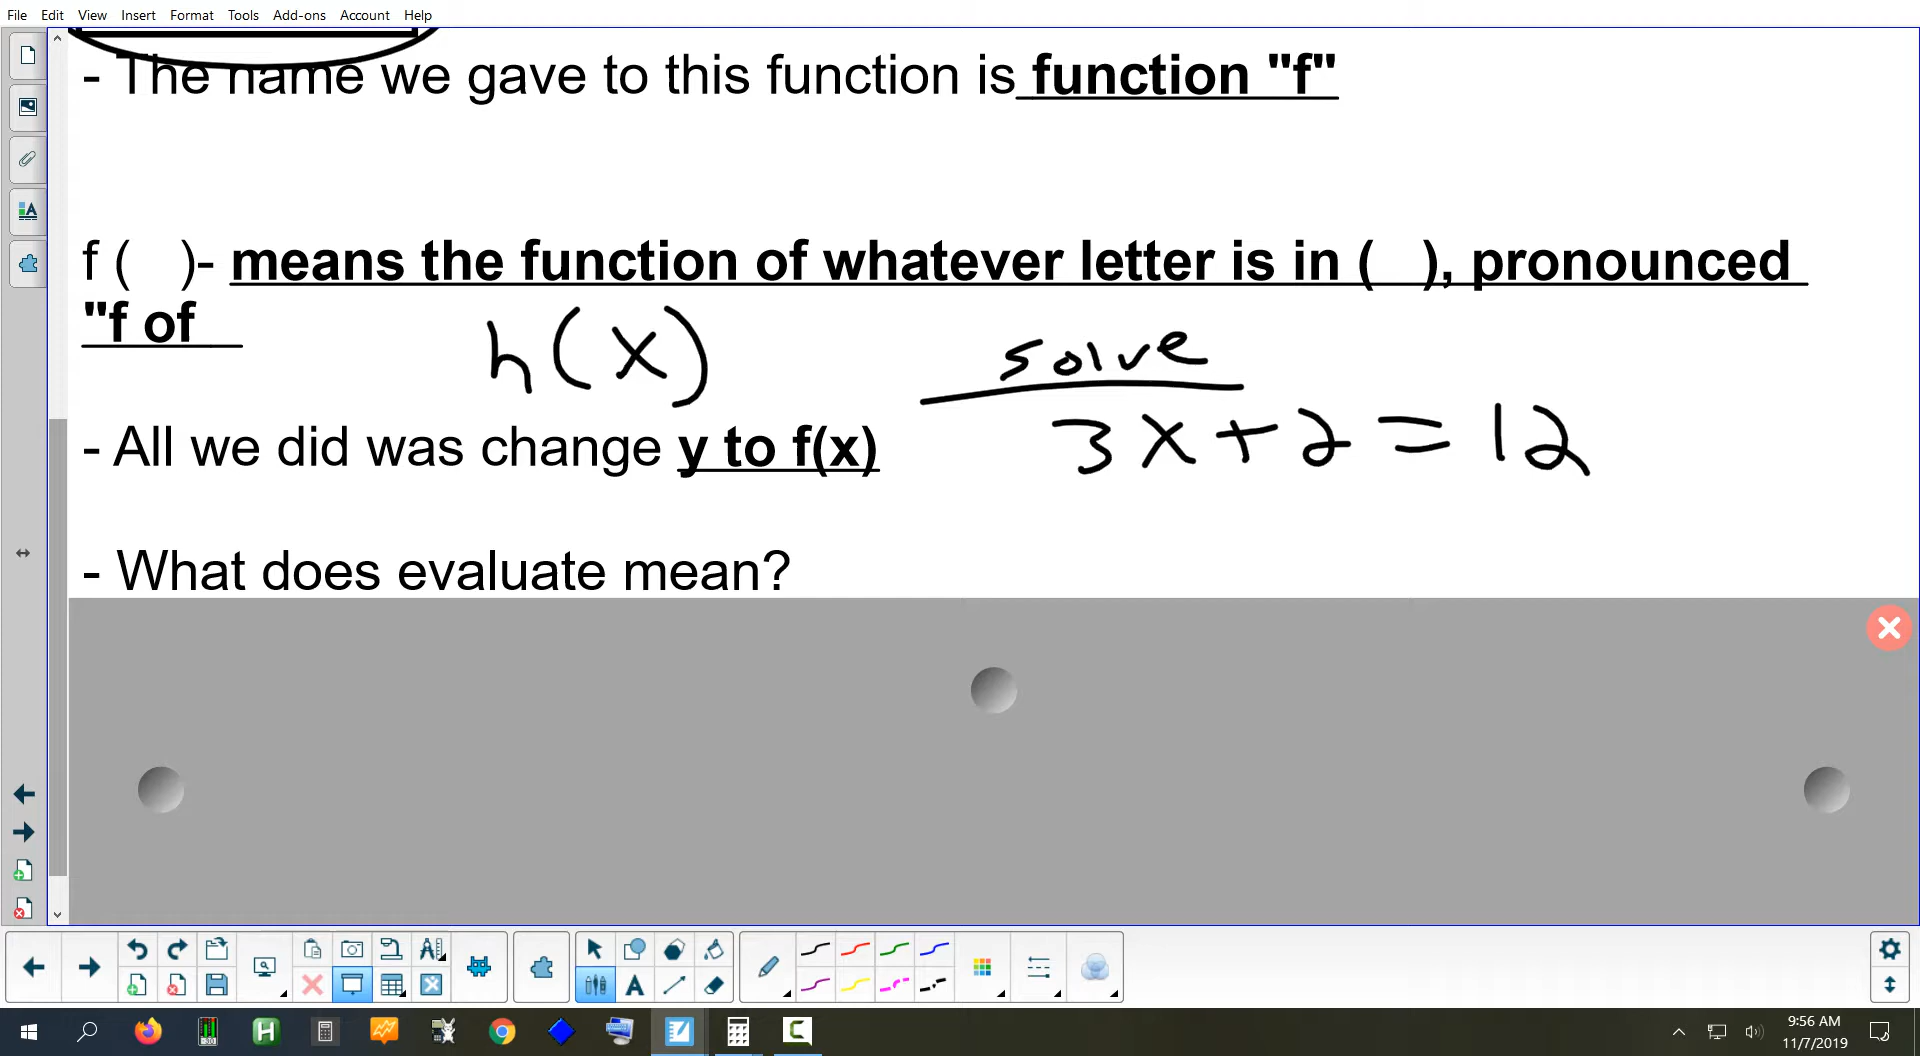 File Edit View Insert Format Tools Add-ons Account Help
- The name we gave to this function is function "f"
f ( )- means the function of whatever letter is in ( ), pronounced
"f of
h(x)
solve
- All we did was change y to f(x)
3x+2=12
- What does evaluate mean?
9:56 AM
11/7/2019